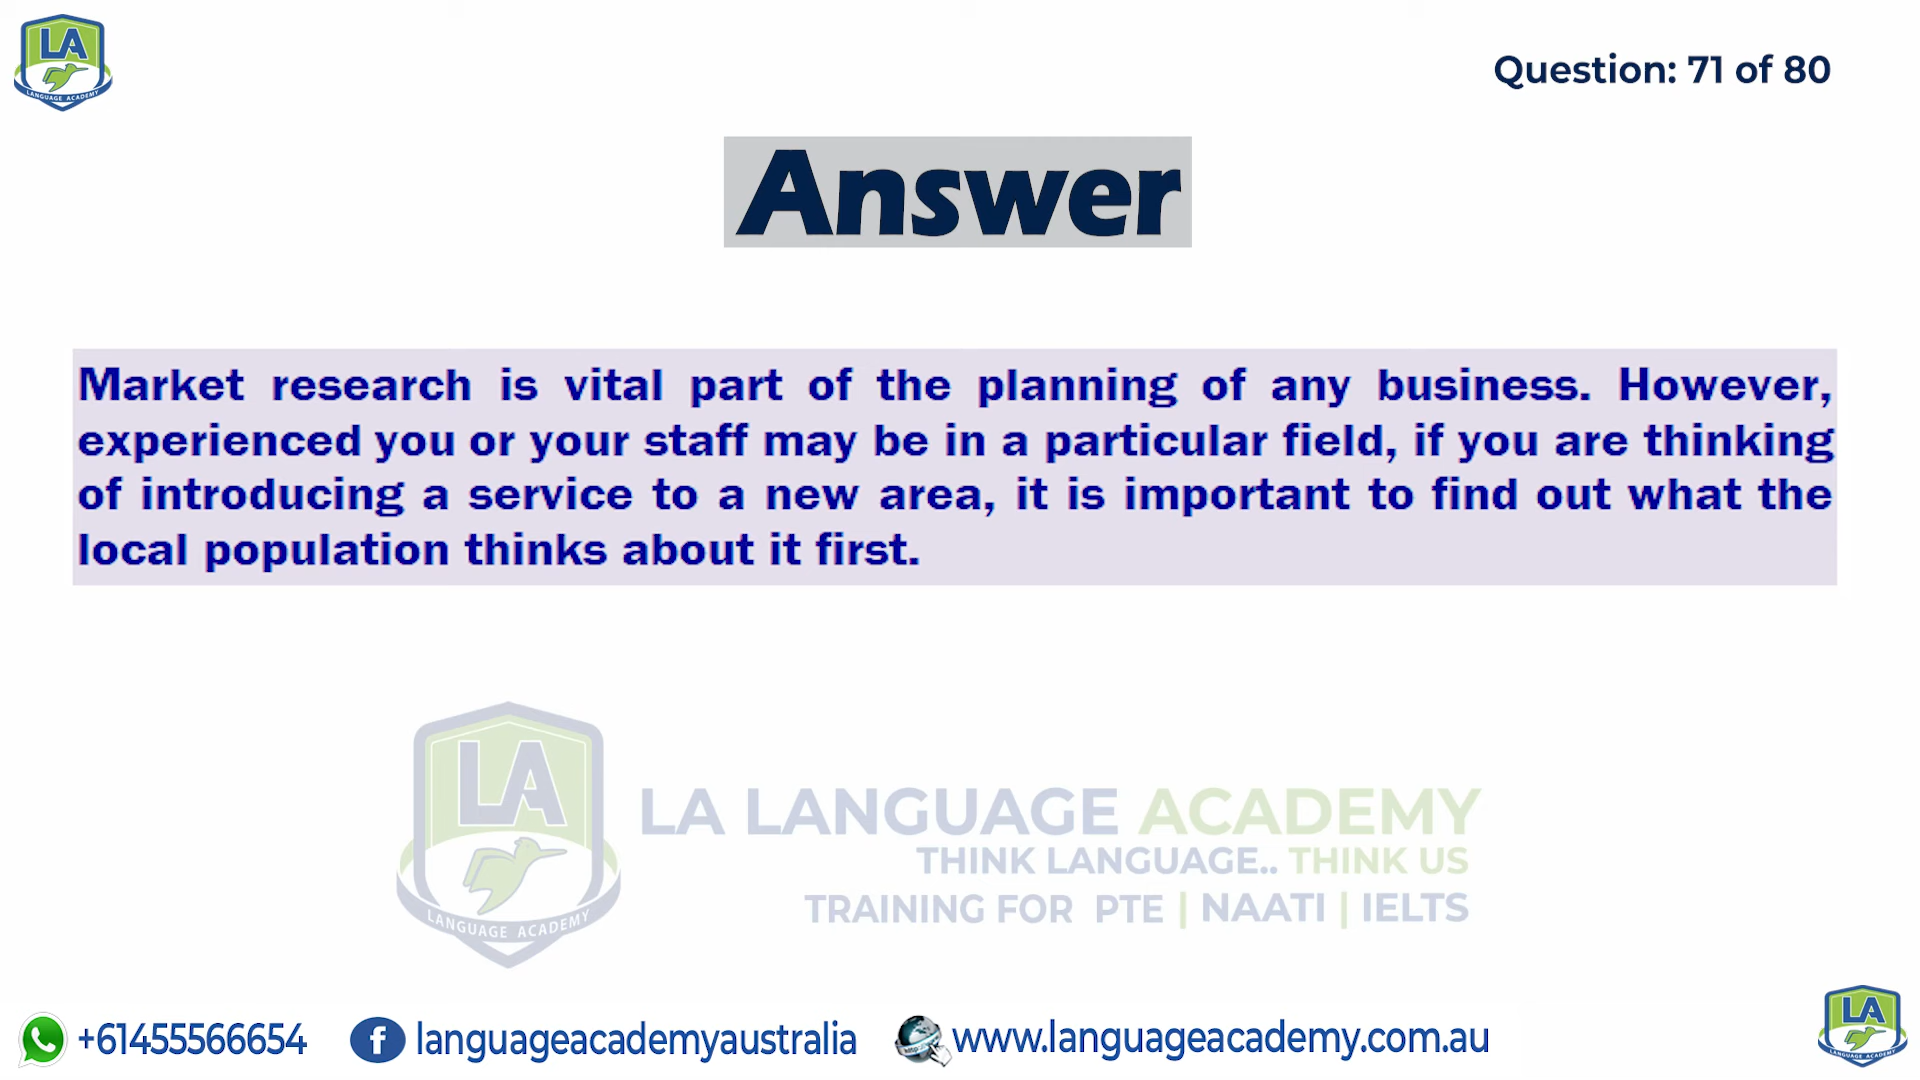 LA
LANGUAGE ACADEMY
Question: 71 of 80
Answer
Market research is vital part of the planning of any business. However,
experienced you or your staff may be in a particular field, if you are thinking
of introducing a service to a new area, it is important to find out what the
local population thinks about it first.
LA
LANGUAGE ACADEMY
LA LANGUAGE ACADEMY
THINK LANGUAGE.. THINK US
TRAINING FOR PTE | NAATI | IELTS
+61455566654
f
languageacademyaustralia
http
www.languageacademy.com.au
LA
LANGUAGE ACADEMY